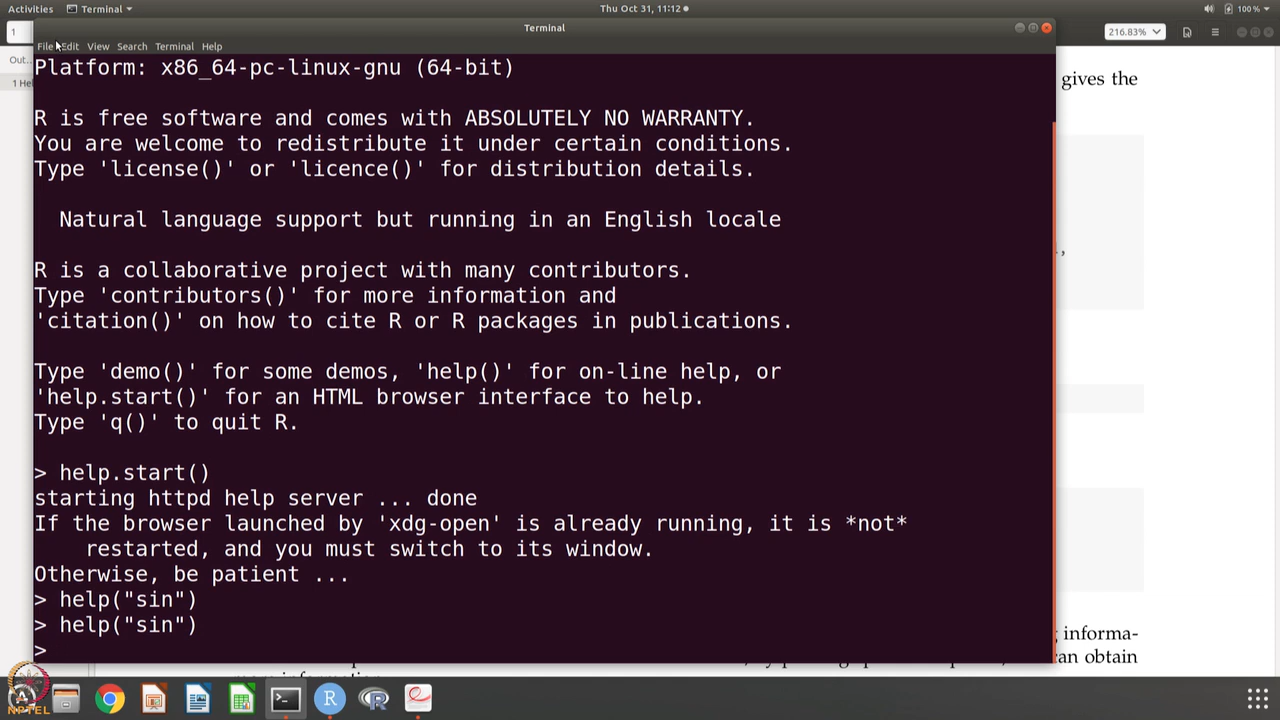 Activities Terminal Thu Oct 31, 11:12 100 %
Terminal
1 216.83%
File Edit View Search Terminal Help
Out...
1 Hel
Platform: x86_64-pc-linux-gnu (64-bit)
gives the
R is free software and comes with ABSOLUTELY NO WARRANTY.
You are welcome to redistribute it under certain conditions.
Type 'license()' or 'licence()' for distribution details.
Natural language support but running in an English locale
R is a collaborative project with many contributors.
Type 'contributors()' for more information and
'citation()' on how to cite R or R packages in publications.
Type 'demo()' for some demos, 'help()' for on-line help, or
'help.start()' for an HTML browser interface to help.
Type 'q()' to quit R.
> help.start()
starting httpd help server ... done
If the browser launched by 'xdg-open' is already running, it is *not*
restarted, and you must switch to its window.
Otherwise, be patient ...
> help("sin")
> help("sin")
>
informa-
an obtain
NPTEL